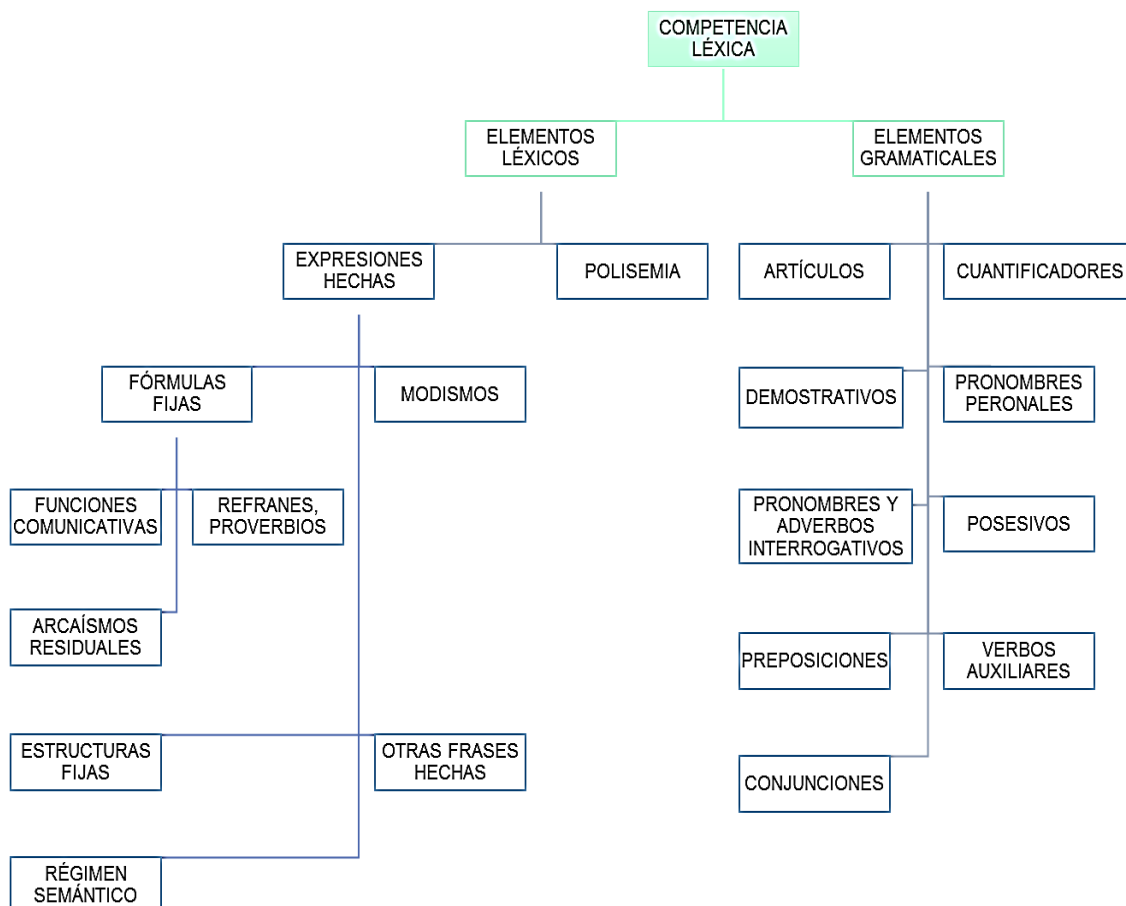 COMPETENCIA
LÉXICA
ELEMENTOS
LÉXICOS
ELEMENTOS
GRAMATICALES
EXPRESIONES
HECHAS
POLISEMIA
ARTÍCULOS
CUANTIFICADORES
FÓRMULAS
FIJAS
MODISMOS
DEMOSTRATIVOS
PRONOMBRES
PERONALES
FUNCIONES
COMUNICATIVAS
REFRANES,
PROVERBIOS
PRONOMBRES Y
ADVERBOS
INTERROGATIVOS
POSESIVOS
ARCAÍSMOS
RESIDUALES
PREPOSICIONES
VERBOS
AUXILIARES
ESTRUCTURAS
FIJAS
OTRAS FRASES
HECHAS
CONJUNCIONES
RÉGIMEN
SEMÁNTICO